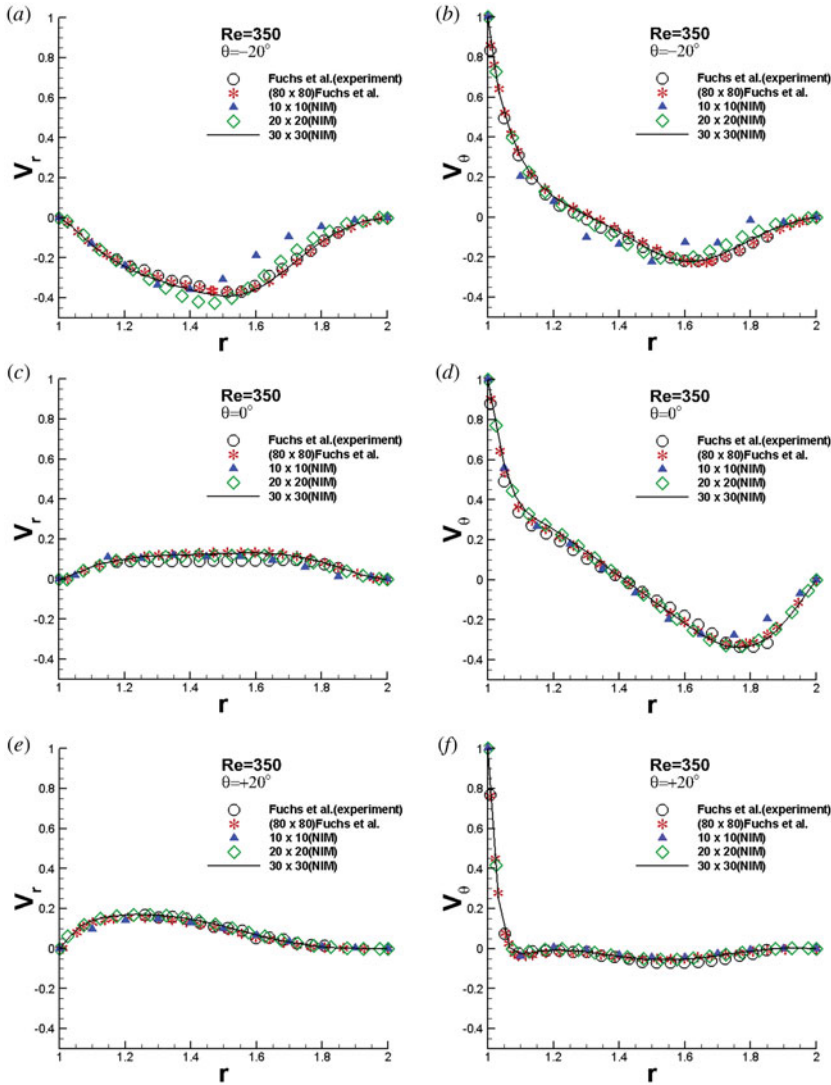 (a)
Re=350
θ=−20°
Fuchs et al.(experiment)
(80 x 80)Fuchs et al.
10 x 10(NIM)
20 x 20(NIM)
30 x 30(NIM)
V_r
1
0.8
0.6
0.4
0.2
0
-0.2
-0.4
1 1.2 1.4 1.6 1.8 2
r
(b)
Re=350
θ=−20°
Fuchs et al.(experiment)
(80 x 80)Fuchs et al.
10 x 10(NIM)
20 x 20(NIM)
30 x 30(NIM)
V_θ
1
0.8
0.6
0.4
0.2
0
-0.2
-0.4
1 1.2 1.4 1.6 1.8 2
r
(c)
Re=350
θ=0°
Fuchs et al.(experiment)
(80 x 80)Fuchs et al.
10 x 10(NIM)
20 x 20(NIM)
30 x 30(NIM)
V_r
1
0.8
0.6
0.4
0.2
0
-0.2
-0.4
1 1.2 1.4 1.6 1.8 2
r
(d)
Re=350
θ=0°
Fuchs et al.(experiment)
(80 x 80)Fuchs et al.
10 x 10(NIM)
20 x 20(NIM)
30 x 30(NIM)
V_θ
1
0.8
0.6
0.4
0.2
0
-0.2
-0.4
1 1.2 1.4 1.6 1.8 2
r
(e)
Re=350
θ=+20°
Fuchs et al.(experiment)
(80 x 80)Fuchs et al.
10 x 10(NIM)
20 x 20(NIM)
30 x 30(NIM)
V_r
1
0.8
0.6
0.4
0.2
0
-0.2
-0.4
1 1.2 1.4 1.6 1.8 2
r
(f)
Re=350
θ=+20°
Fuchs et al.(experiment)
(80 x 80)Fuchs et al.
10 x 10(NIM)
20 x 20(NIM)
30 x 30(NIM)
V_θ
1
0.8
0.6
0.4
0.2
0
-0.2
-0.4
1 1.2 1.4 1.6 1.8 2
r